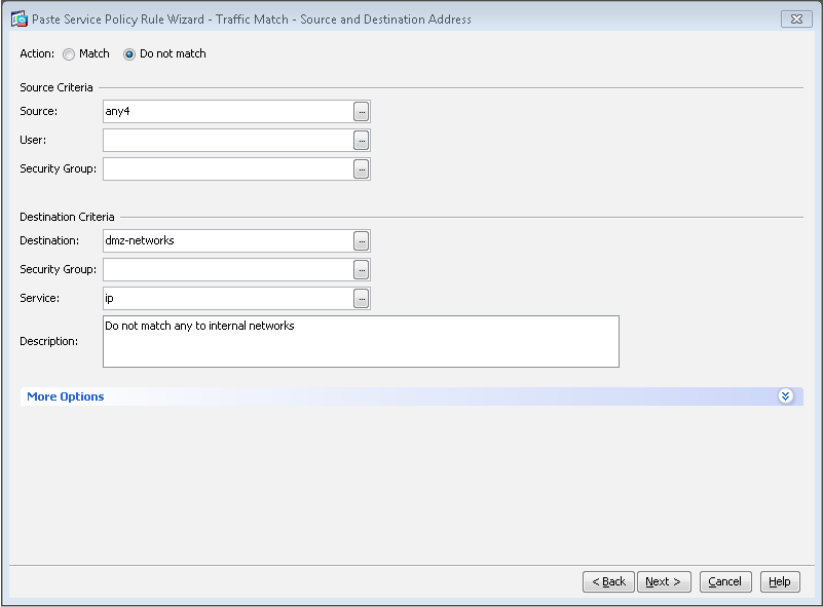 Paste Service Policy Rule Wizard - Traffic Match - Source and Destination Address
Action: Match Do not match
Source Criteria
Source: any4 ...
User: ...
Security Group: ...
Destination Criteria
Destination: dmz-networks ...
Security Group: ...
Service: ip ...
Description: Do not match any to internal networks
More Options
< Back Next > Cancel Help